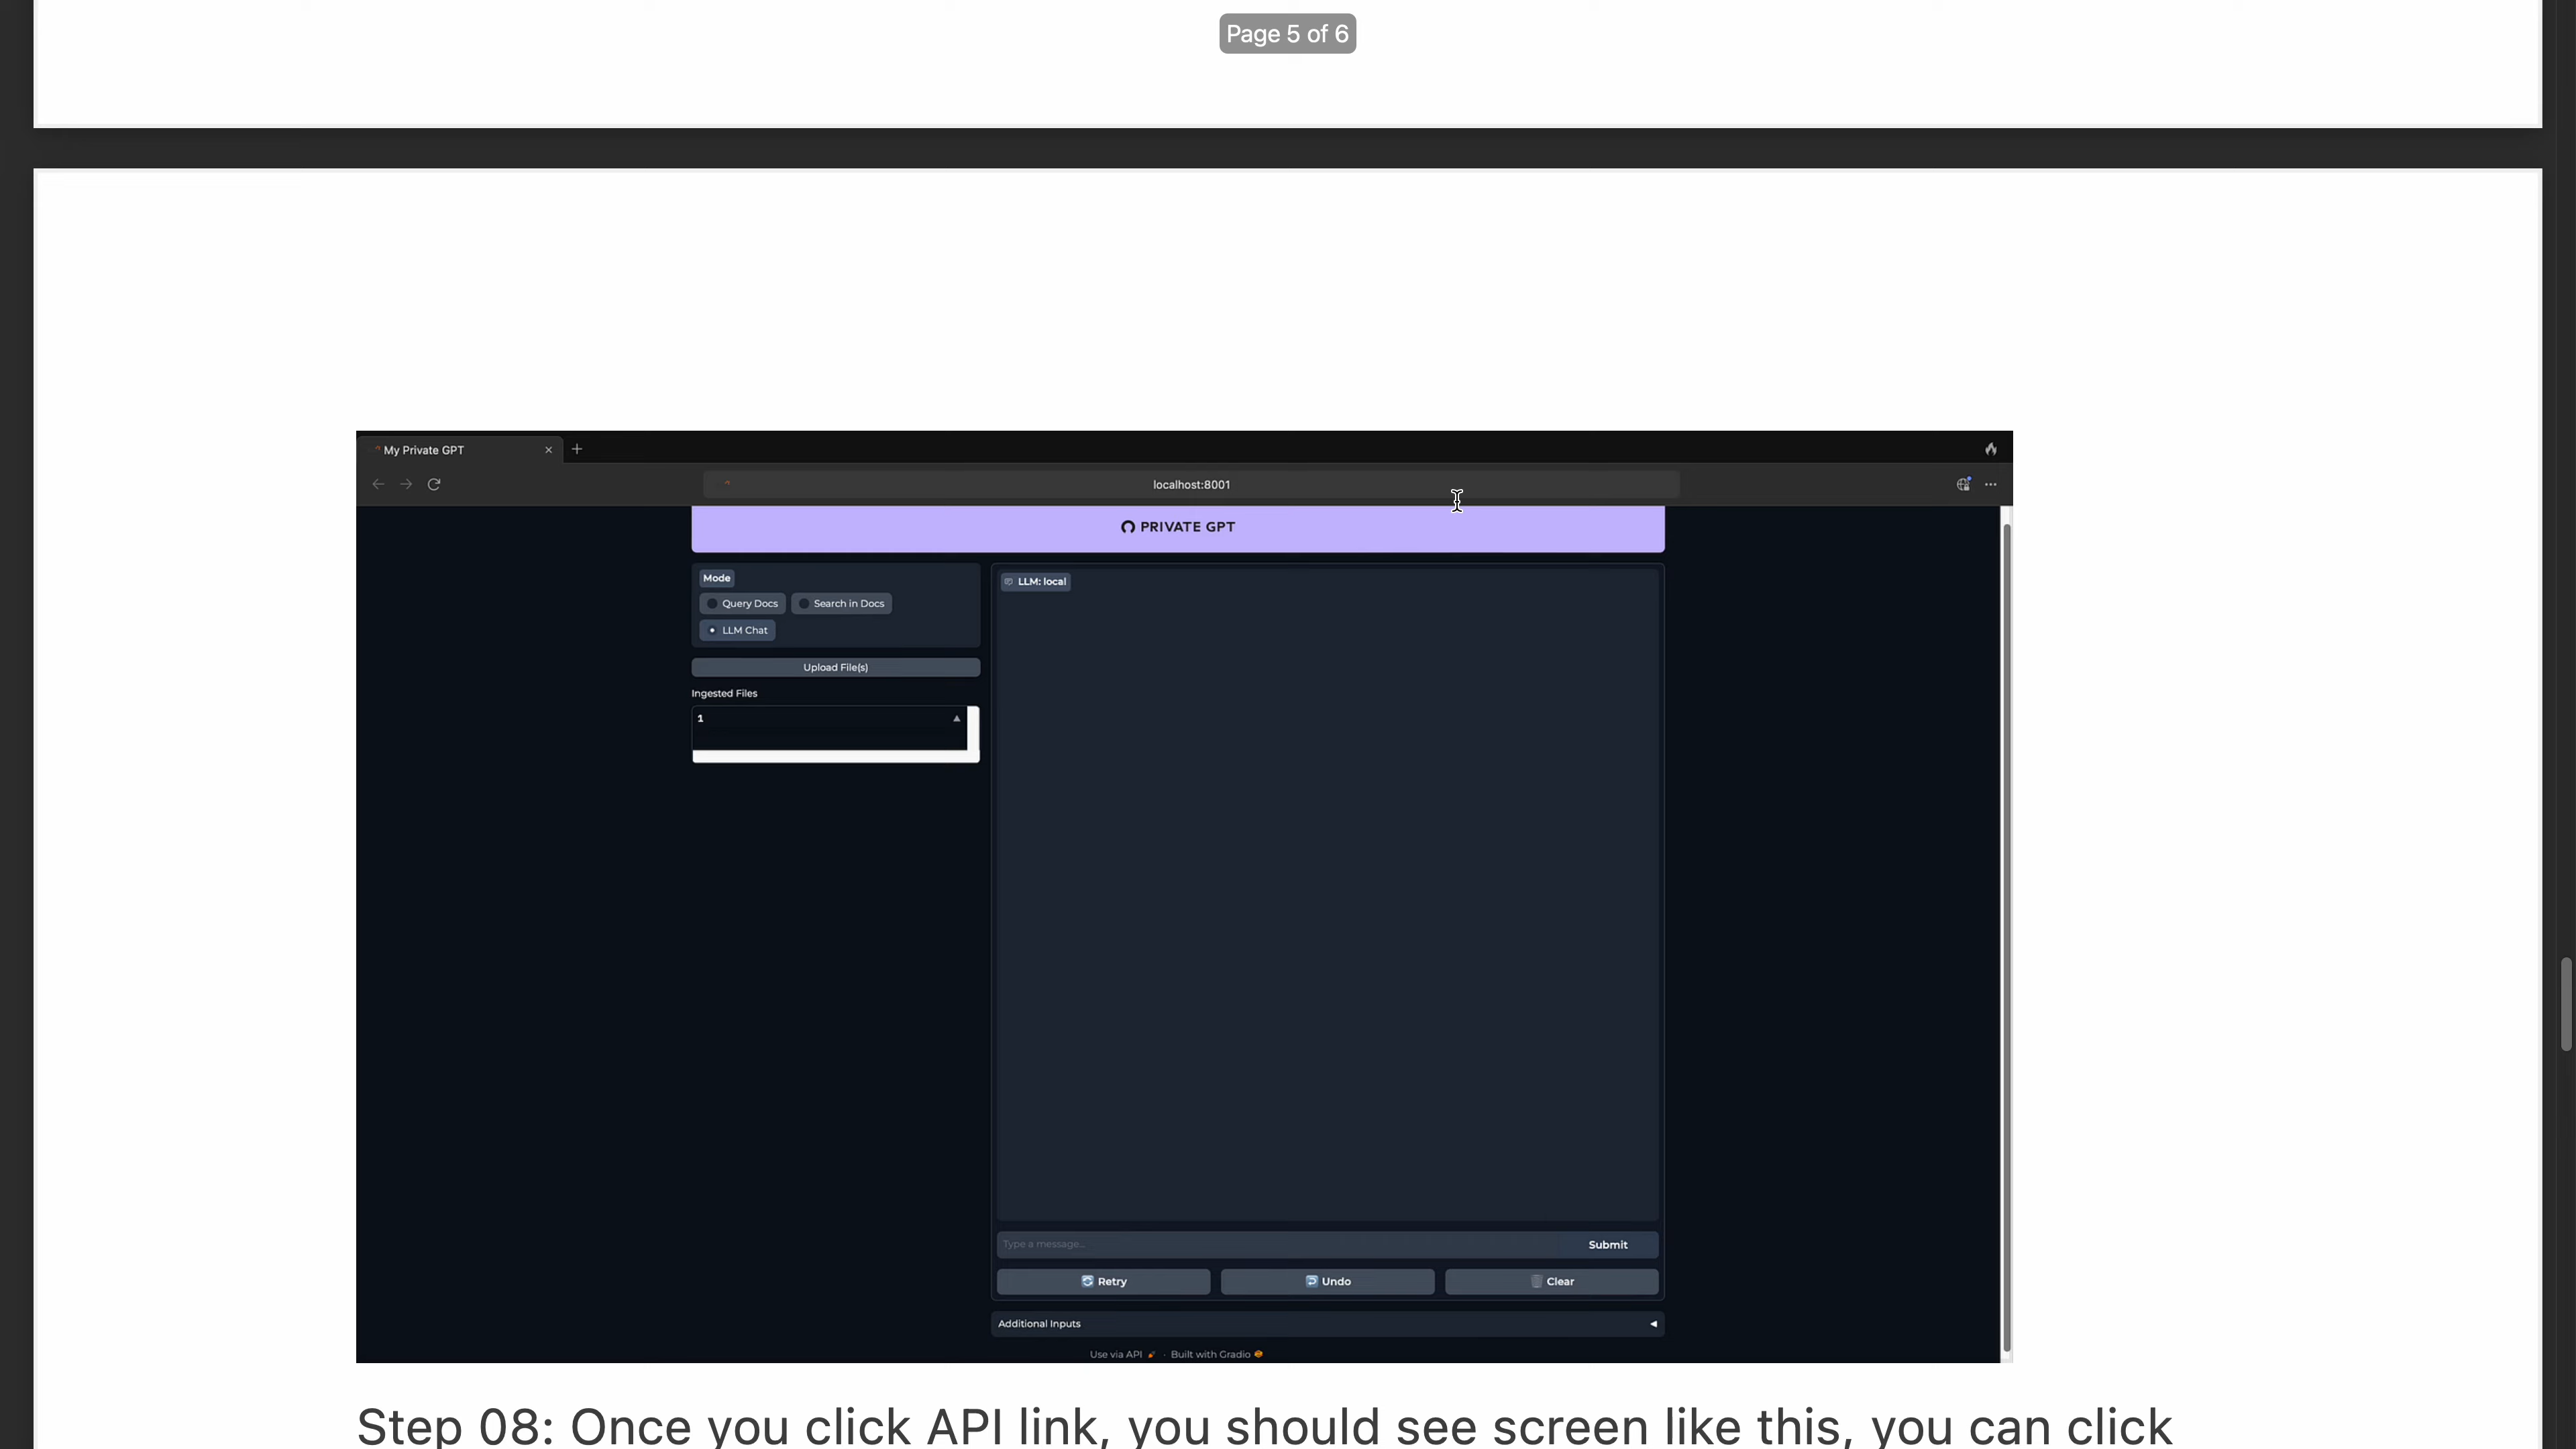 Page 5 of 6
My Private GPT
localhost:8001
PRIVATE GPT
Mode
Query Docs
Search in Docs
LLM Chat
Upload File(s)
Ingested Files
1
LLM: local
Type a message...
Submit
Retry
Undo
Clear
Additional Inputs
Use via API · Built with Gradio
Step 08: Once you click API link, you should see screen like this, you can click